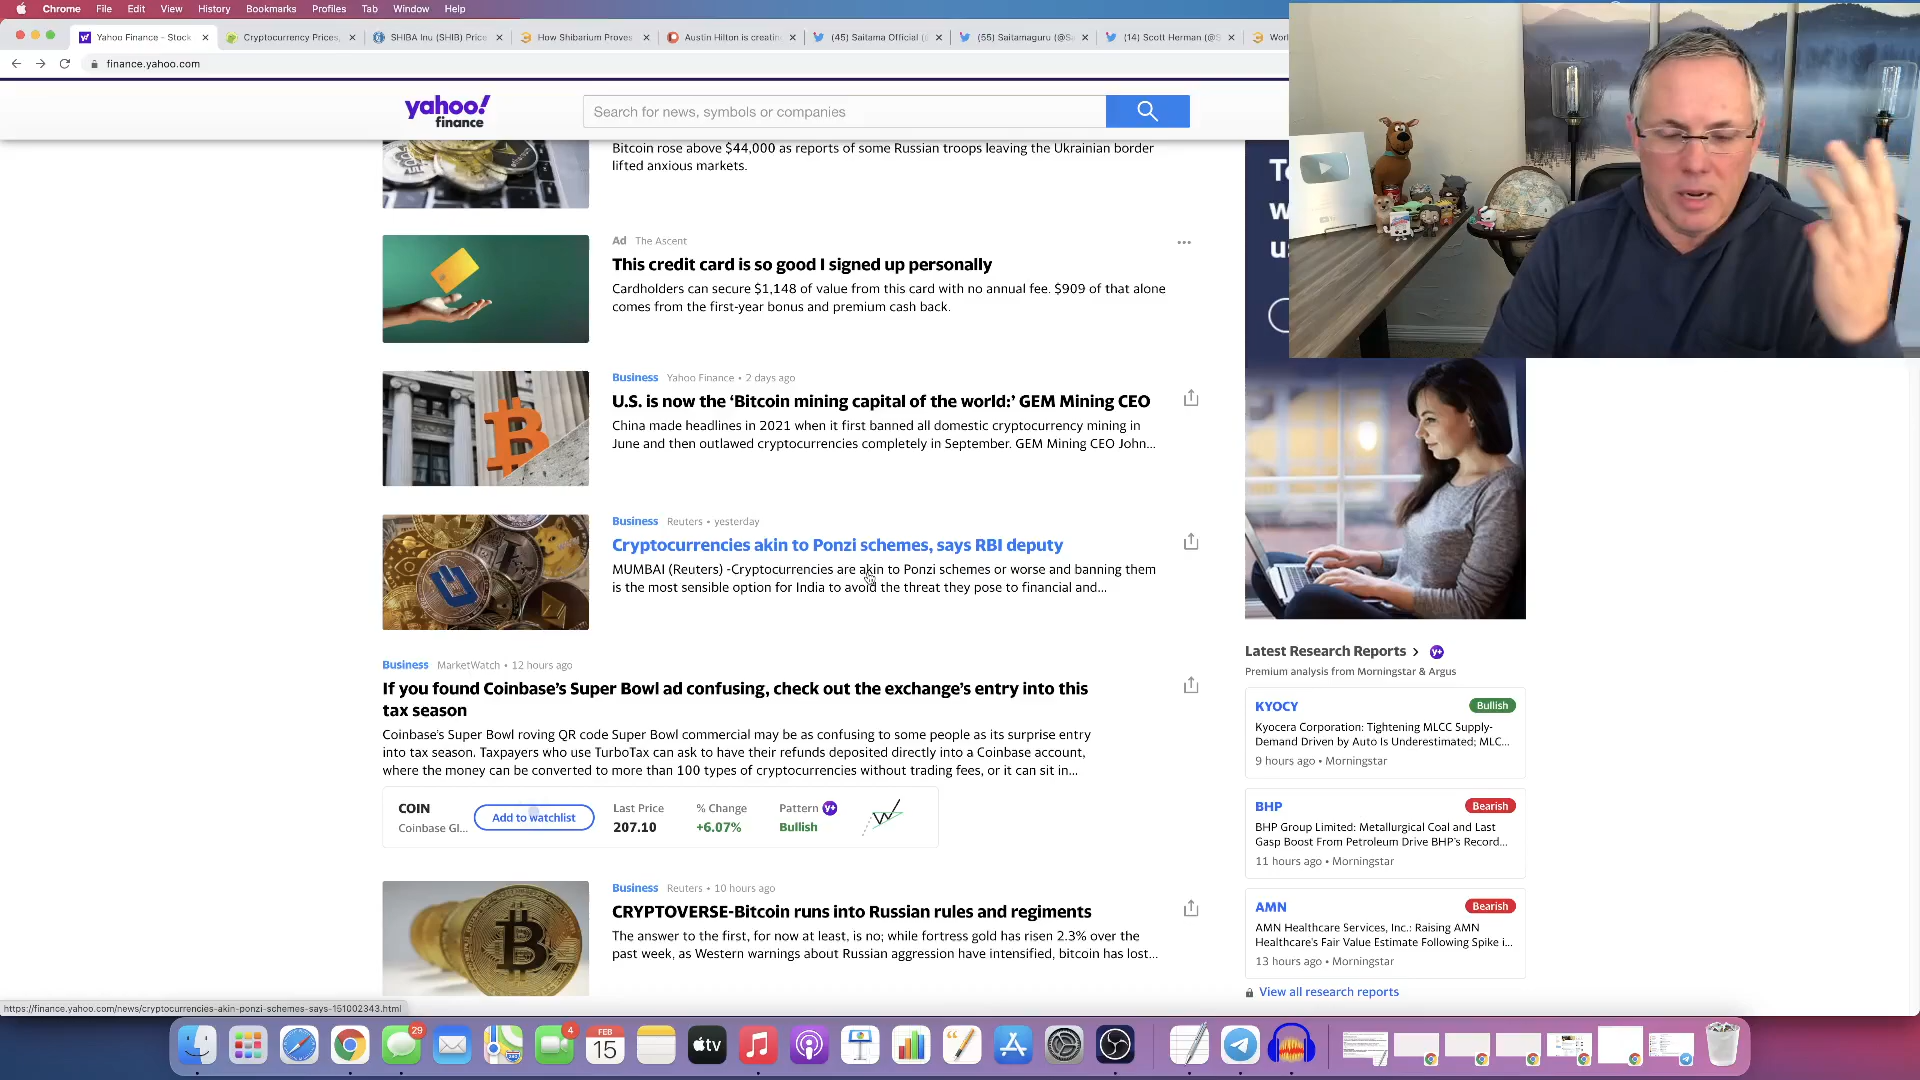 Chrome File Edit View History Bookmarks Profiles Tab Window Help
Yahoo Finance - Stock
Cryptocurrency Prices,
SHIBA Inu (SHIB) Price
How Shibarium Proves
Austin Hilton is creatin
(45) Saitama Official (
(55) Saitamaguru (@Sa
(14) Scott Herman (@S
Worl
finance.yahoo.com
yahoo!
finance
Search for news, symbols or companies
Bitcoin rose above $44,000 as reports of some Russian troops leaving the Ukrainian border
lifted anxious markets.
Ad The Ascent
This credit card is so good I signed up personally
Cardholders can secure $1,148 of value from this card with no annual fee. $909 of that alone
comes from the first-year bonus and premium cash back.
Business Yahoo Finance • 2 days ago
U.S. is now the ‘Bitcoin mining capital of the world:’ GEM Mining CEO
China made headlines in 2021 when it first banned all domestic cryptocurrency mining in
June and then outlawed cryptocurrencies completely in September. GEM Mining CEO John...
Business Reuters • yesterday
Cryptocurrencies akin to Ponzi schemes, says RBI deputy
MUMBAI (Reuters) -Cryptocurrencies are akin to Ponzi schemes or worse and banning them
is the most sensible option for India to avoid the threat they pose to financial and...
Business MarketWatch • 12 hours ago
If you found Coinbase’s Super Bowl ad confusing, check out the exchange’s entry into this
tax season
Coinbase’s Super Bowl roving QR code Super Bowl commercial may be as confusing to some people as its surprise entry
into tax season. Taxpayers who use TurboTax can ask to have their refunds deposited directly into a Coinbase account,
where the money can be converted to more than 100 types of cryptocurrencies without trading fees, or it can sit in...
COIN
Coinbase Gl...
Add to watchlist
Last Price
207.10
% Change
+6.07%
Pattern y+
Bullish
Business Reuters • 10 hours ago
CRYPTOVERSE-Bitcoin runs into Russian rules and regiments
The answer to the first, for now at least, is no; while fortress gold has risen 2.3% over the
past week, as Western warnings about Russian aggression have intensified, bitcoin has lost...
Latest Research Reports > y+
Premium analysis from Morningstar & Argus
KYOCY Bullish
Kyocera Corporation: Tightening MLCC Supply-
Demand Driven by Auto Is Underestimated; MLC...
9 hours ago • Morningstar
BHP Bearish
BHP Group Limited: Metallurgical Coal and Last
Gasp Boost From Petroleum Drive BHP’s Record...
11 hours ago • Morningstar
AMN Bearish
AMN Healthcare Services, Inc.: Raising AMN
Healthcare’s Fair Value Estimate Following Spike i...
13 hours ago • Morningstar
View all research reports
https://finance.yahoo.com/news/cryptocurrencies-akin-ponzi-schemes-says-151002343.html
29
4
FEB
15
tv